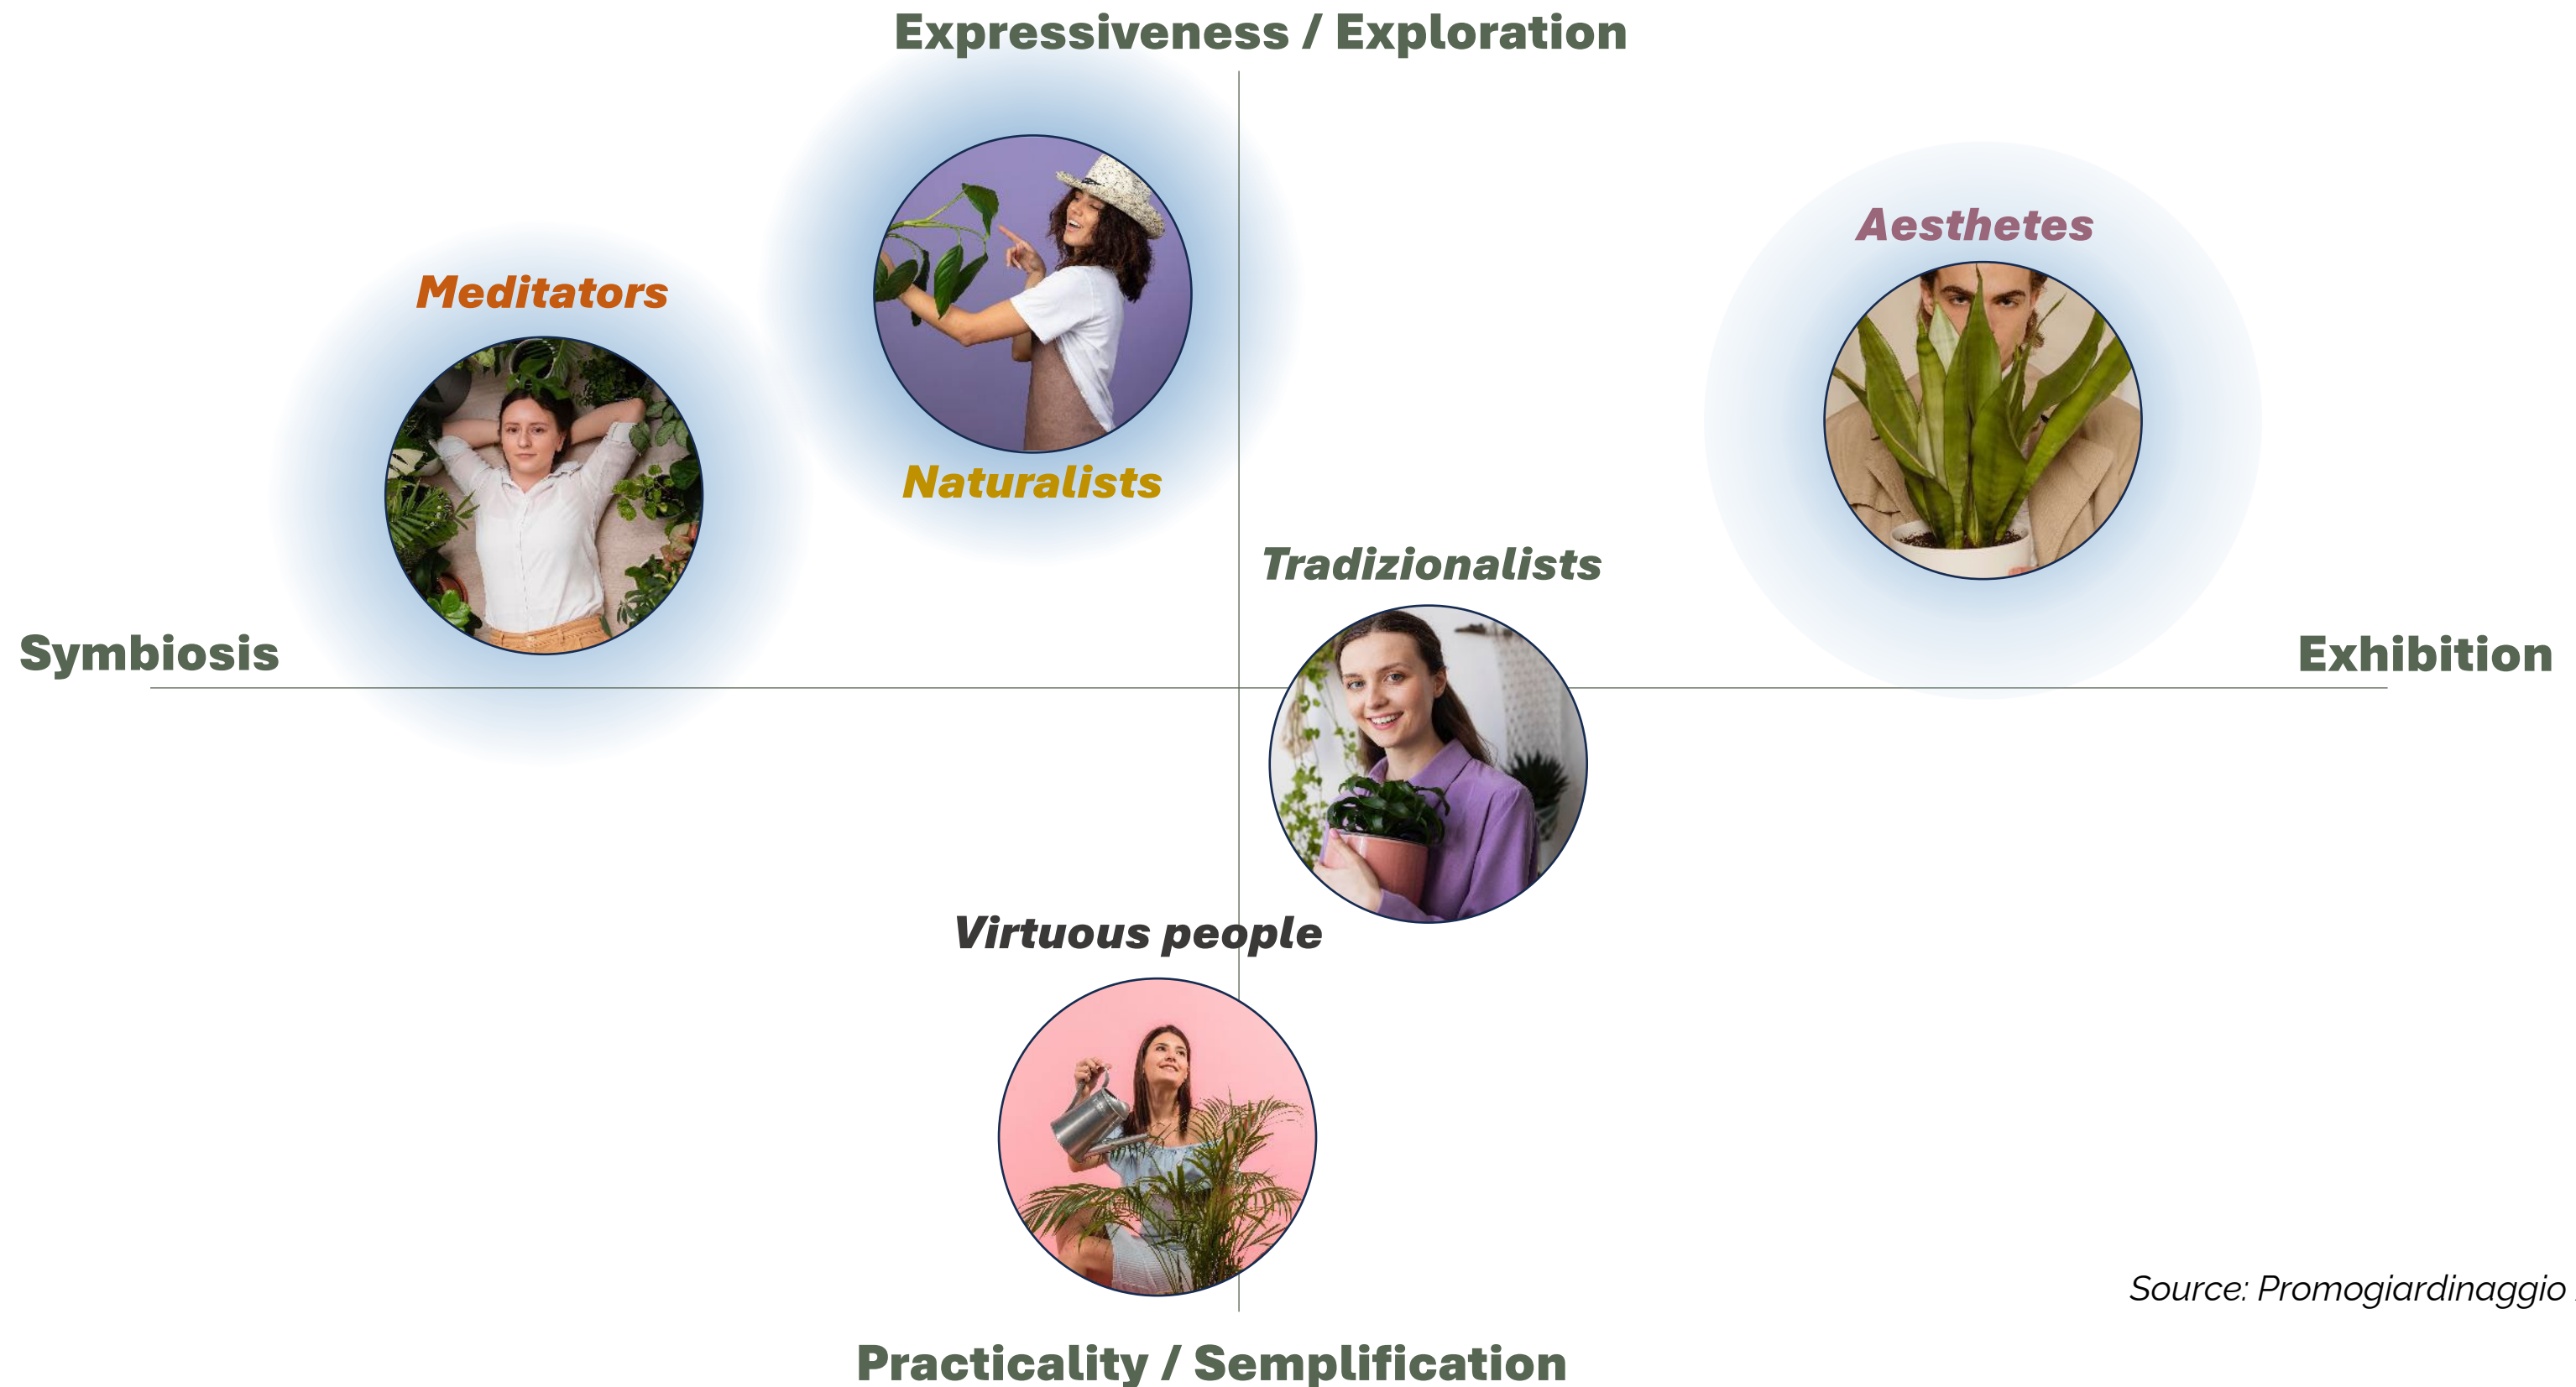 Expressiveness / Exploration
Aesthetes
Meditators
Naturalists
Tradizionalists
Symbiosis
Exhibition
Virtuous people
Source: Promogiardinaggio
Practicality / Semplification